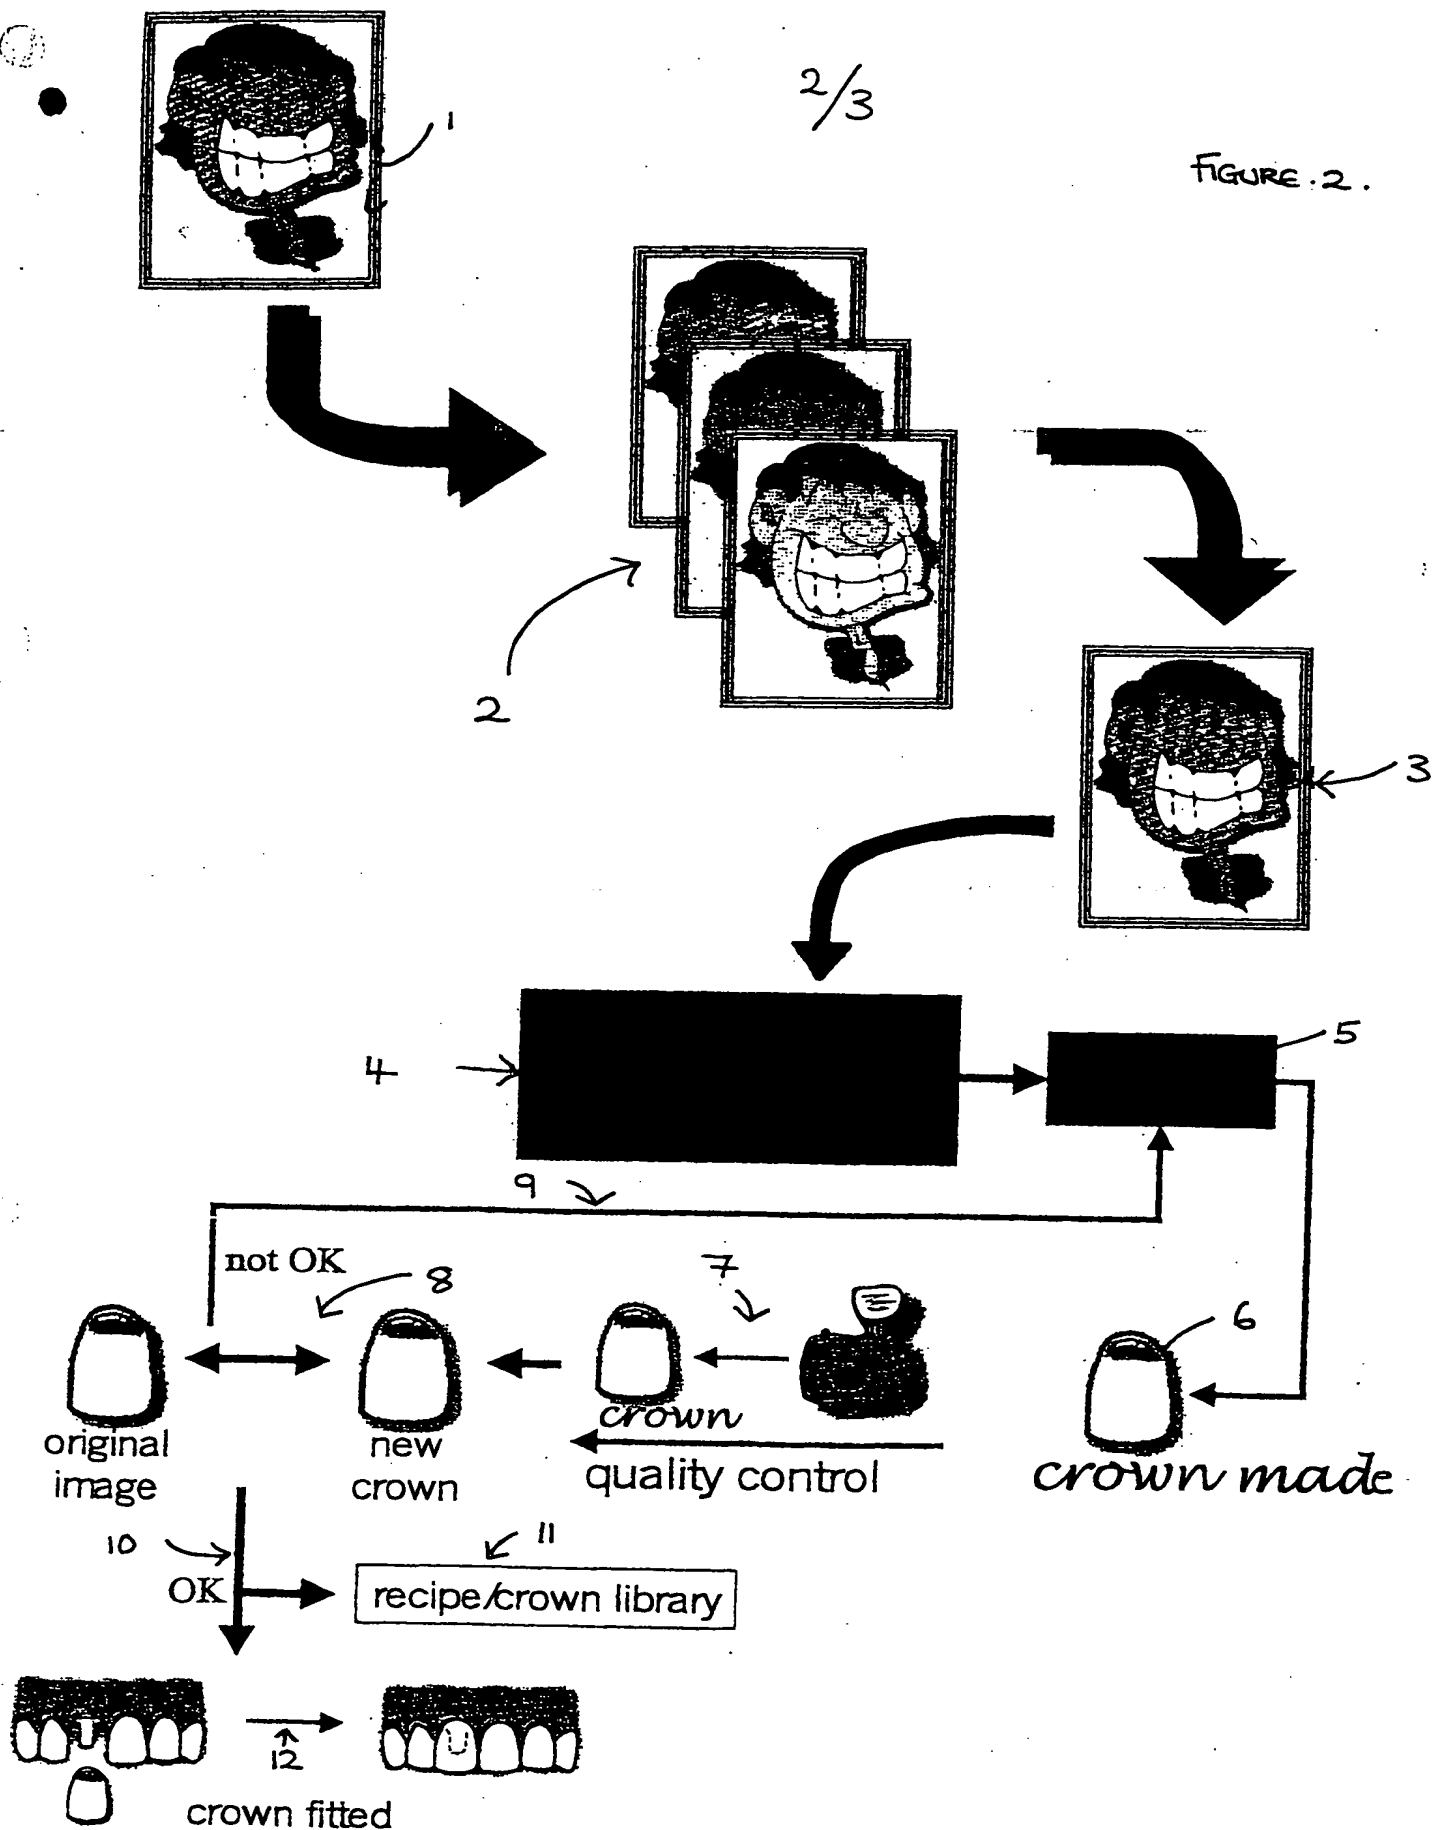 2/3
FIGURE.2.
1
2
3
4
5
9
not OK
8
7
6
original
image
new
crown
crown
quality control
crown made
10
11
OK
recipe/crown library
12
crown fitted